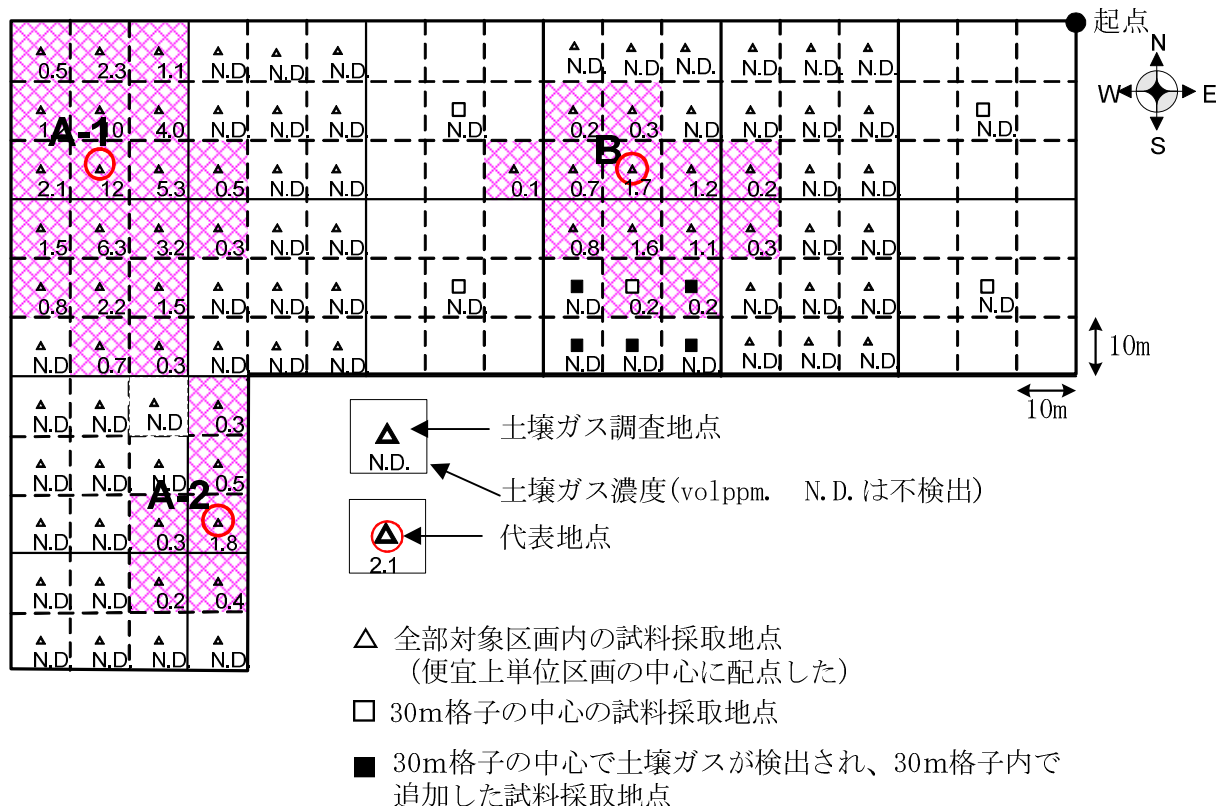 起点
N
W E
S
0.5 2.3 1.1 N.D. N.D. N.D. N.D. N.D. N.D. N.D. N.D. N.D.
4.0 N.D. N.D. N.D. N.D. 0.2 0.3 N.D. N.D. N.D. N.D. N.D.
A-1 B
2.1 12 5.3 0.5 N.D. N.D. 0.1 0.7 1.7 1.2 0.2 N.D. N.D.
1.5 6.3 3.2 0.3 N.D. N.D. 0.8 1.6 1.1 0.3 N.D. N.D.
0.8 2.2 1.5 N.D. N.D. N.D. N.D. N.D 0.2 0.2 N.D. N.D. N.D. N.D.
N.D 0.7 0.3 N.D. N.D. N.D. N.D N.D. N.D. N.D. N.D. N.D.
10m
10m
N.D. N.D. N.D 0.3
N.D. N.D. N.D. 0.5
A-2
N.D. N.D. 0.3 1.8
N.D N.D 0.2 0.4
N.D. N.D. N.D. N.D.
土壌ガス調査地点
N.D.
土壌ガス濃度(volppm. N.D.は不検出)
代表地点
2.1
△ 全部対象区画内の試料採取地点
（便宜上単位区画の中心に配点した）
□ 30m格子の中心の試料採取地点
■ 30m格子の中心で土壌ガスが検出され、30m格子内で
追加した試料採取地点